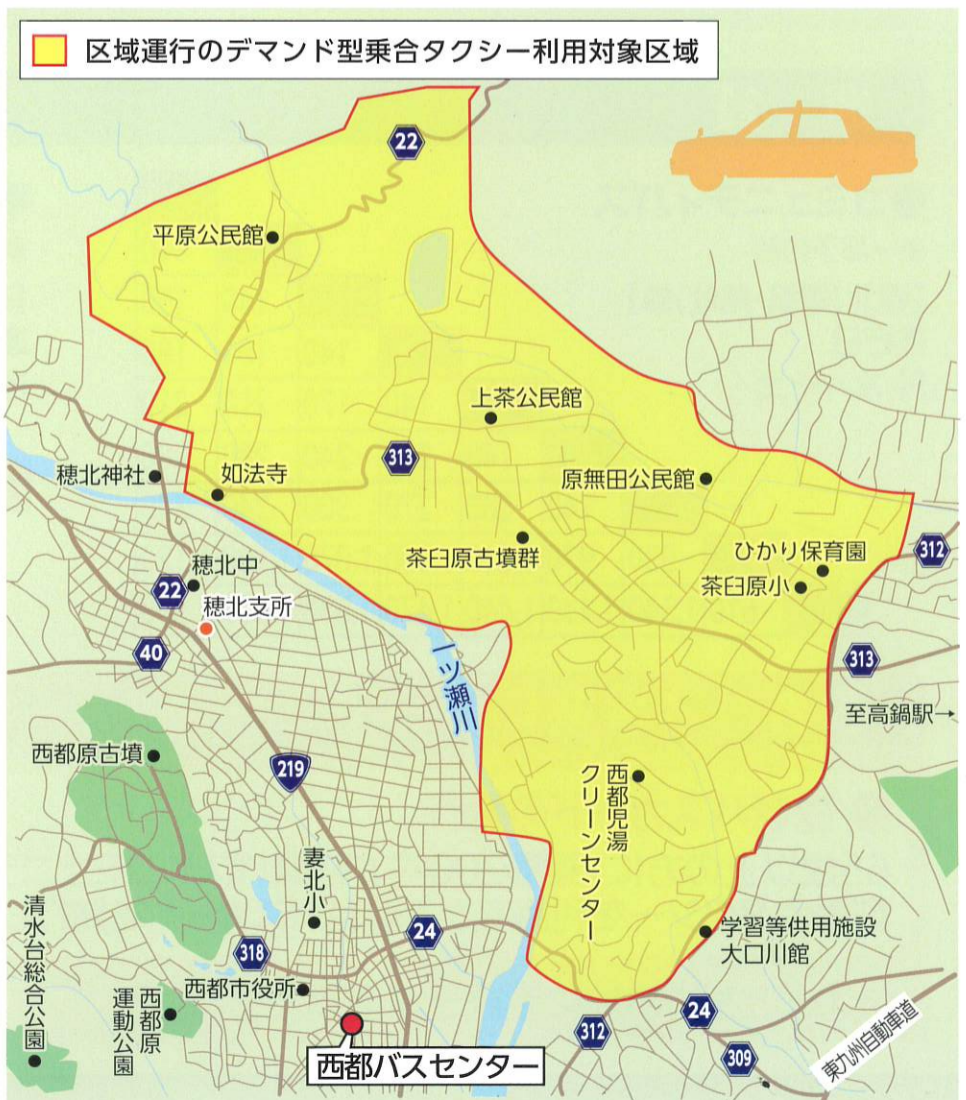 区域運行のデマンド型乗合タクシー利用対象区域
22
平原公民館
上茶公民館
313
穂北神社
如法寺
原無田公民館
茶臼原古墳群
ひかり保育園
312
茶臼原小
穂北中
22
穂北支所
40
313
一ツ瀬川
至高鍋駅→
西都原古墳
219
西都児湯
クリーンセンター
妻北小
清水台総合公園
24
学習等供用施設
大口川館
318
西都市役所
西都原
運動公園
24
312
309
東九州自動車道
西都バスセンター